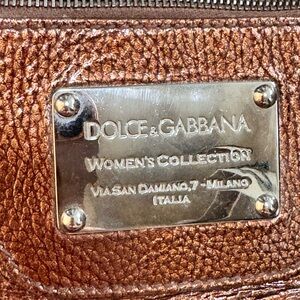 DOLCE & GABBANA
WOMEN'S COLLECTION
VIA SAN DAMIANO, 7 - MILANO
ITALIA